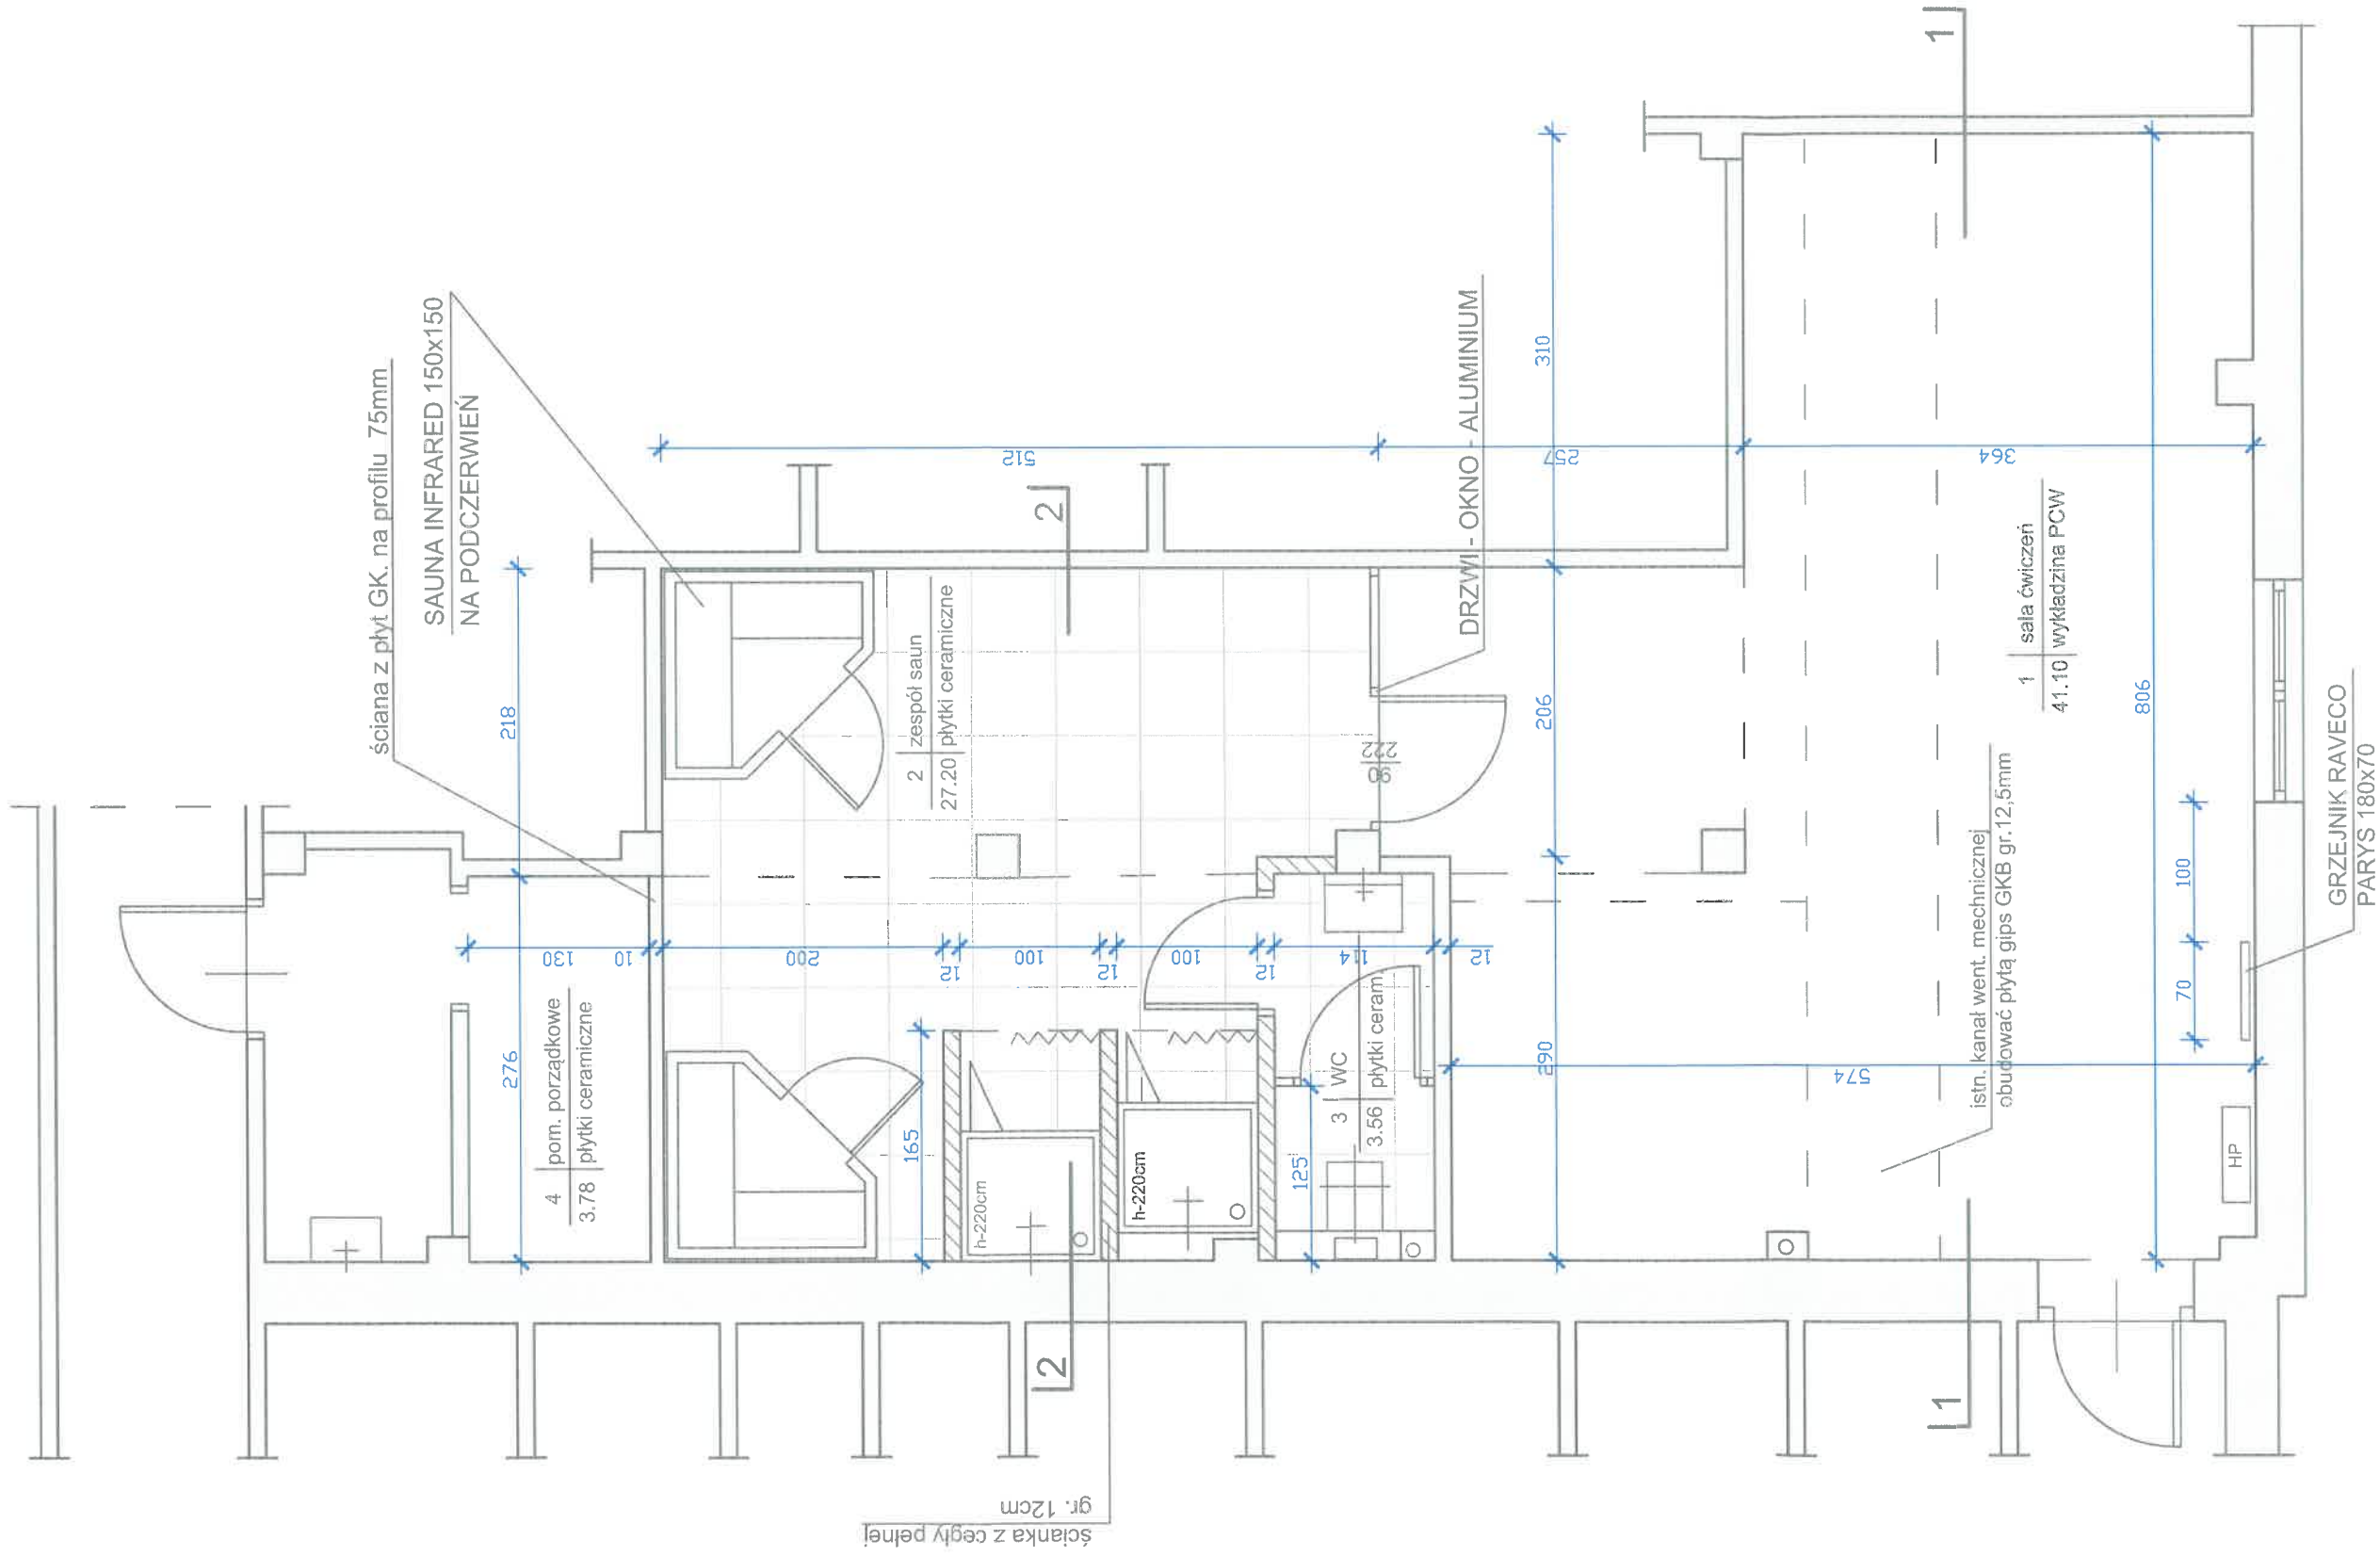 ściana z płyt GK. na profilu 75mm
SAUNA INFRARED 150x150
NA PODCZERWIEŃ
218
276
130
10
4 pom. porządkowe
3.78 płytki ceramiczne
512
257
364
2
2 zespół saun
27.20 płytki ceramiczne
DRZWI - OKNO - ALUMINIUM
310
206
290
90
222
200
12
100
12
100
12
114
12
165
125
h-220cm
h-220cm
3 WC
3.56 płytki ceram.
2
ścianka z cegły pełnej
gr. 12cm
1
1 sala ćwiczeń
41.10 wykładzina PCW
806
574
istn. kanał went. mechnicznej
obudować płytą gips GKB gr.12,5mm
100
70
HP
1
GRZEJNIK RAVECO
PARYS 180x70